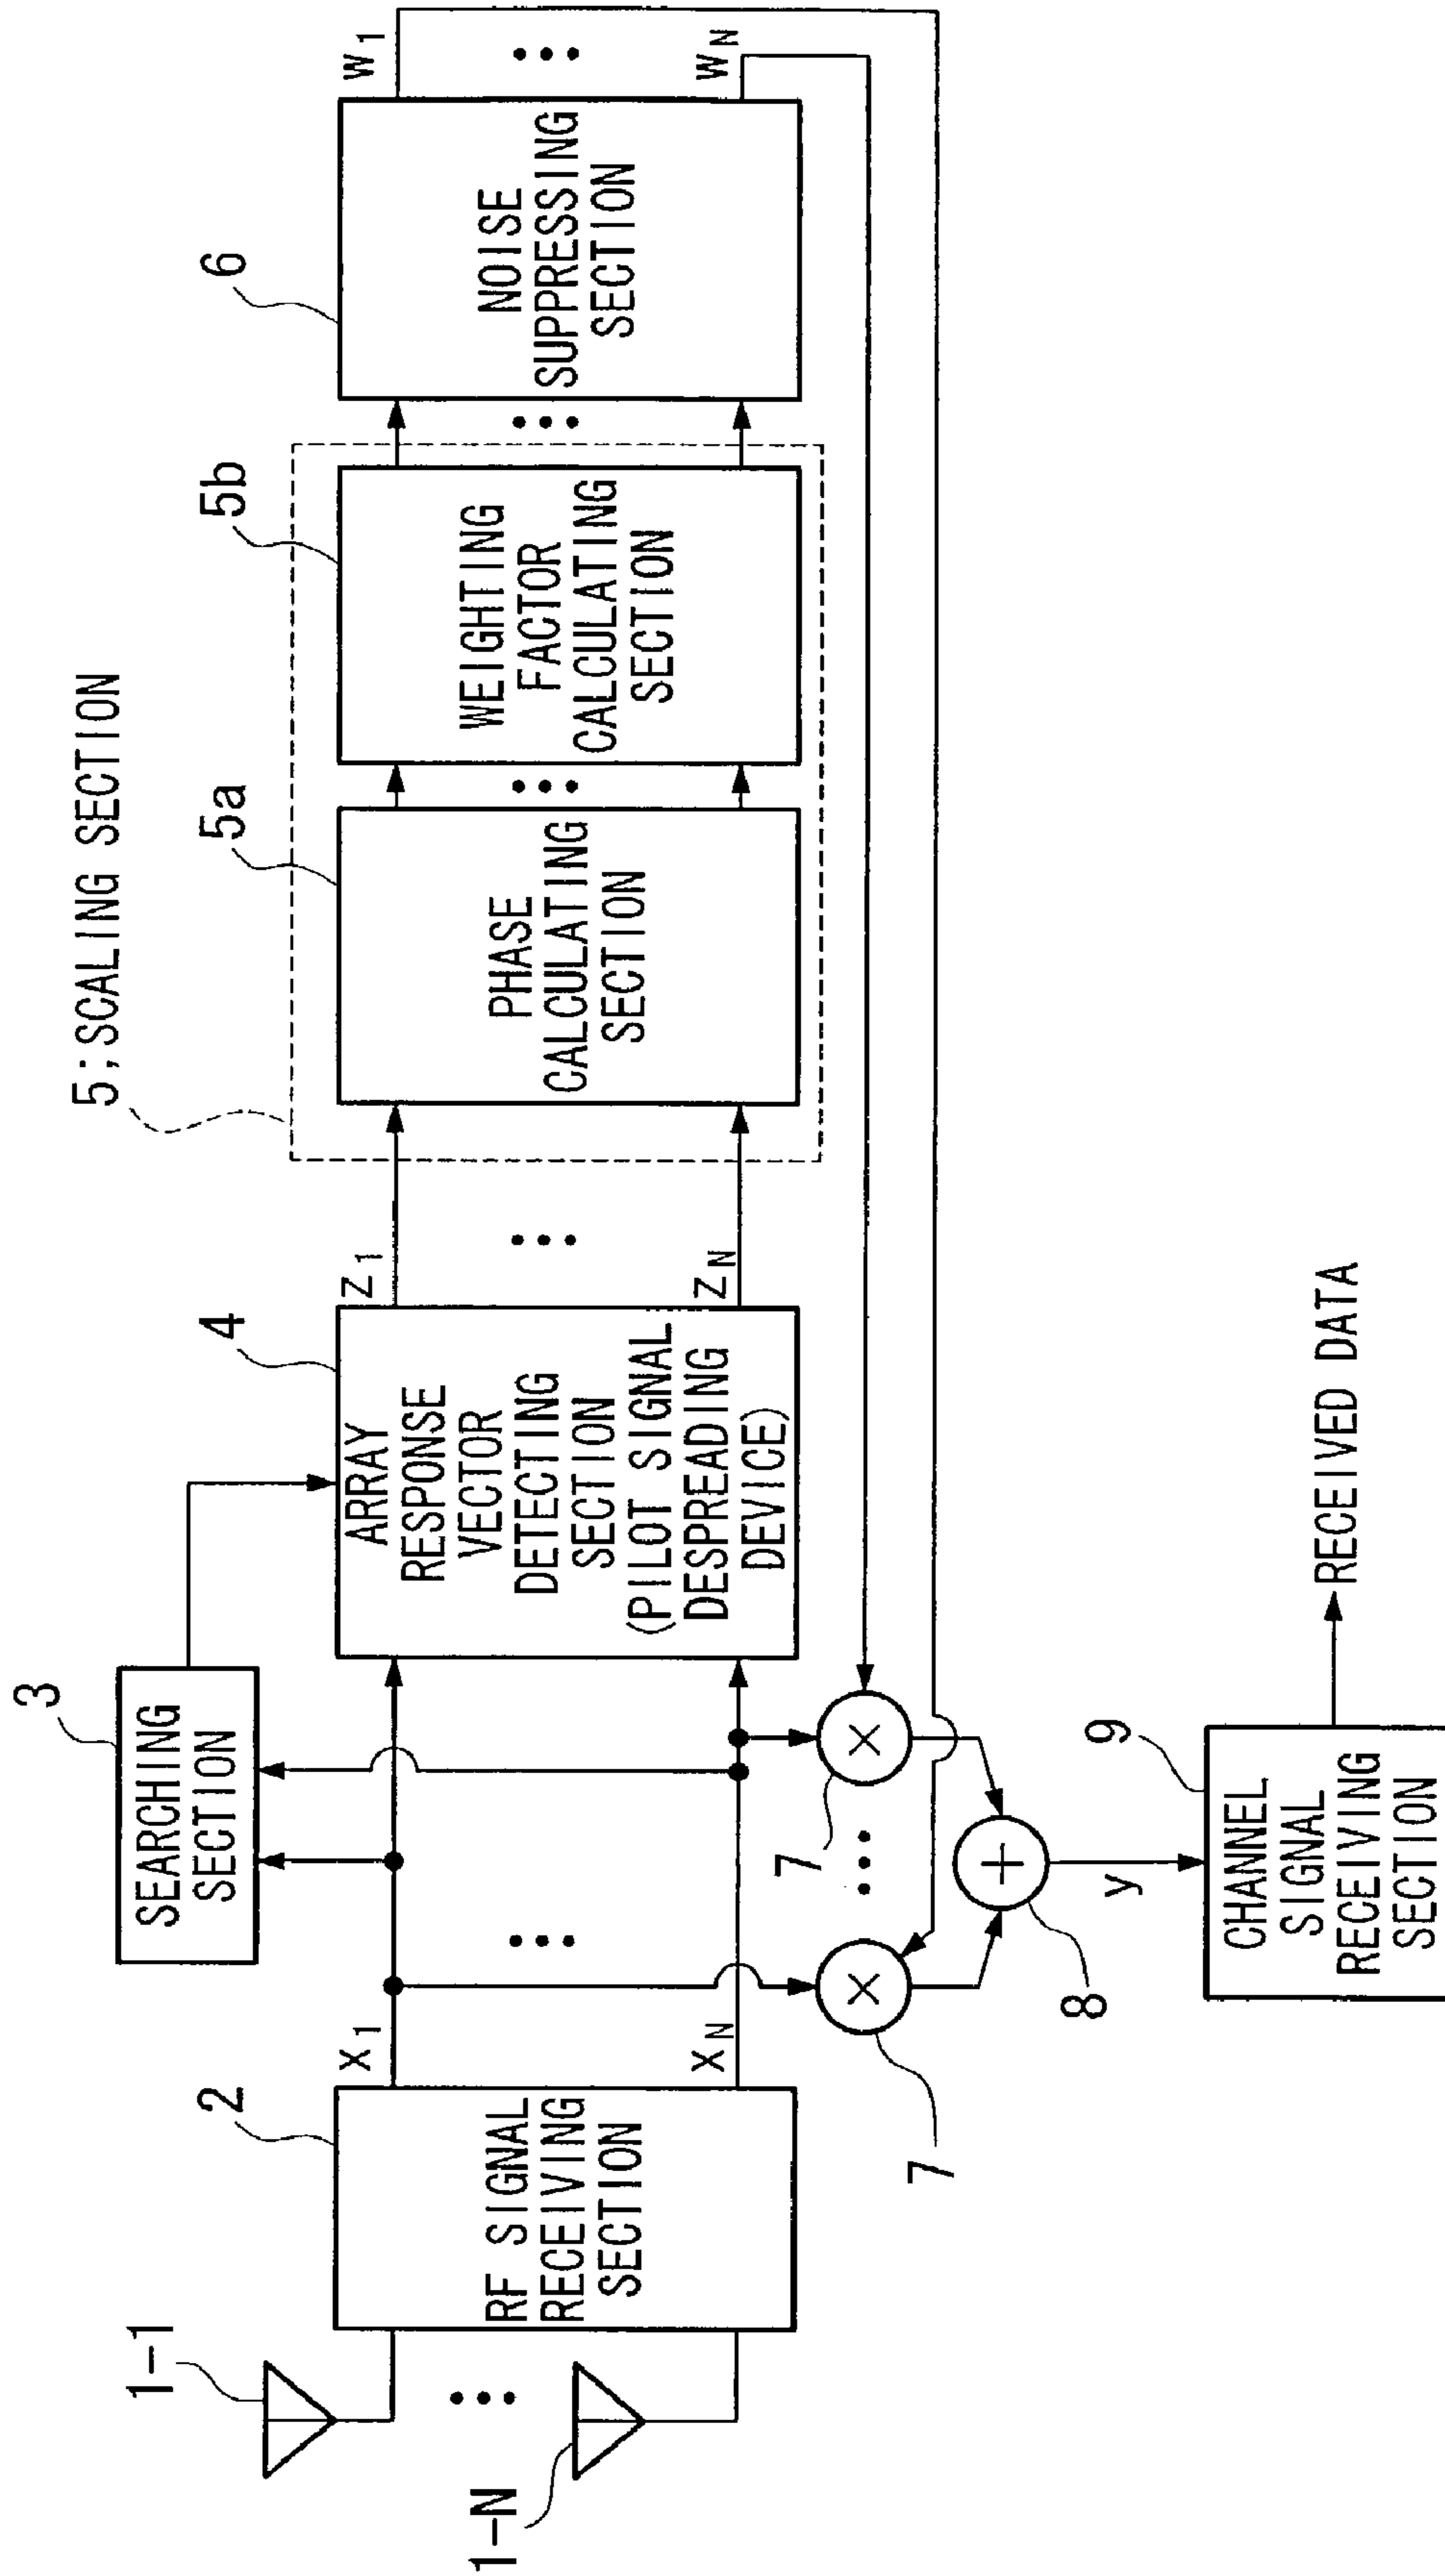 1-1
1-N
2
RF SIGNAL
RECEIVING
SECTION
X1
XN
3
SEARCHING
SECTION
4
ARRAY
RESPONSE
VECTOR
DETECTING
SECTION
(PILOT SIGNAL
DESPREADING
DEVICE)
Z1
ZN
5;SCALING SECTION
5a
PHASE
CALCULATING
SECTION
5b
WEIGHTING
FACTOR
CALCULATING
SECTION
6
NOISE
SUPPRESSING
SECTION
W1
WN
7
7
8
y
9
CHANNEL
SIGNAL
RECEIVING
SECTION
RECEIVED DATA